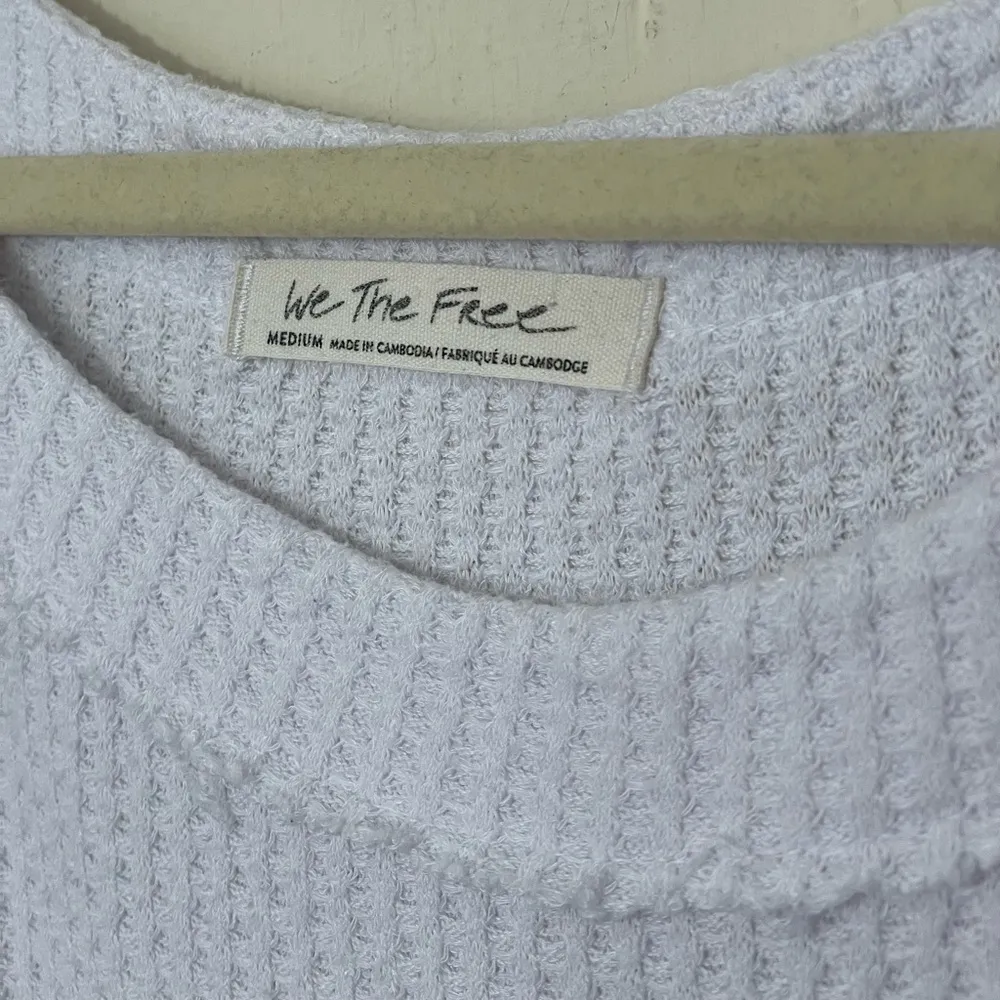 We The Free
MEDIUM MADE IN CAMBODIA / FABRIQUÉ AU CAMBODGE